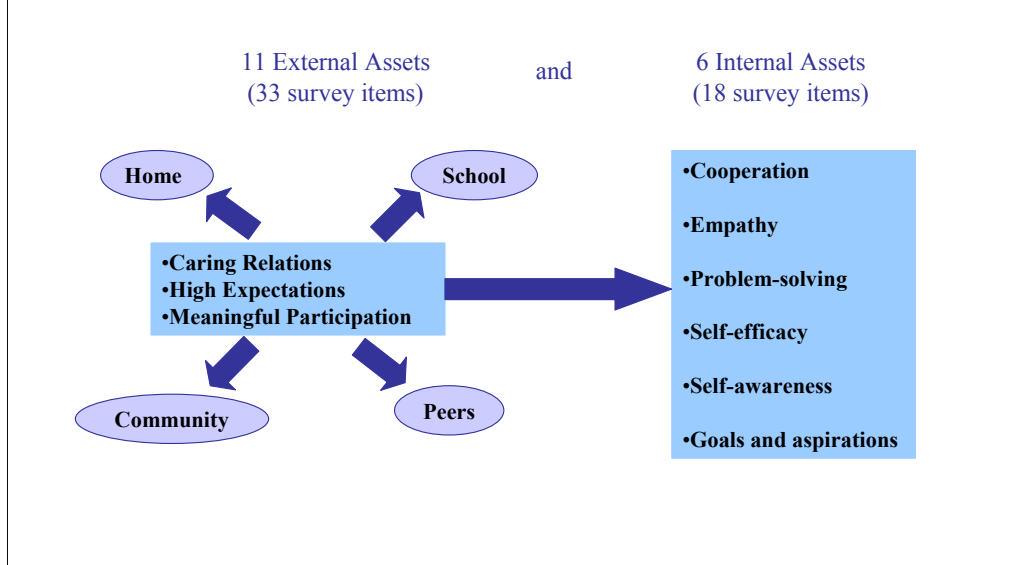 11 External Assets
(33 survey items)
and
6 Internal Assets
(18 survey items)
Home
School
•Caring Relations
•High Expectations
•Meaningful Participation
Community
Peers
•Cooperation
•Empathy
•Problem-solving
•Self-efficacy
•Self-awareness
•Goals and aspirations